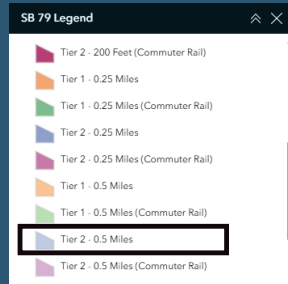 SB 79 Legend
Tier 2 - 200 Feet (Commuter Rail)
Tier 1 - 0.25 Miles
Tier 1 - 0.25 Miles (Commuter Rail)
Tier 2 - 0.25 Miles
Tier 2 - 0.25 Miles (Commuter Rail)
Tier 1 - 0.5 Miles
Tier 1 - 0.5 Miles (Commuter Rail)
Tier 2 - 0.5 Miles
Tier 2 - 0.5 Miles (Commuter Rail)